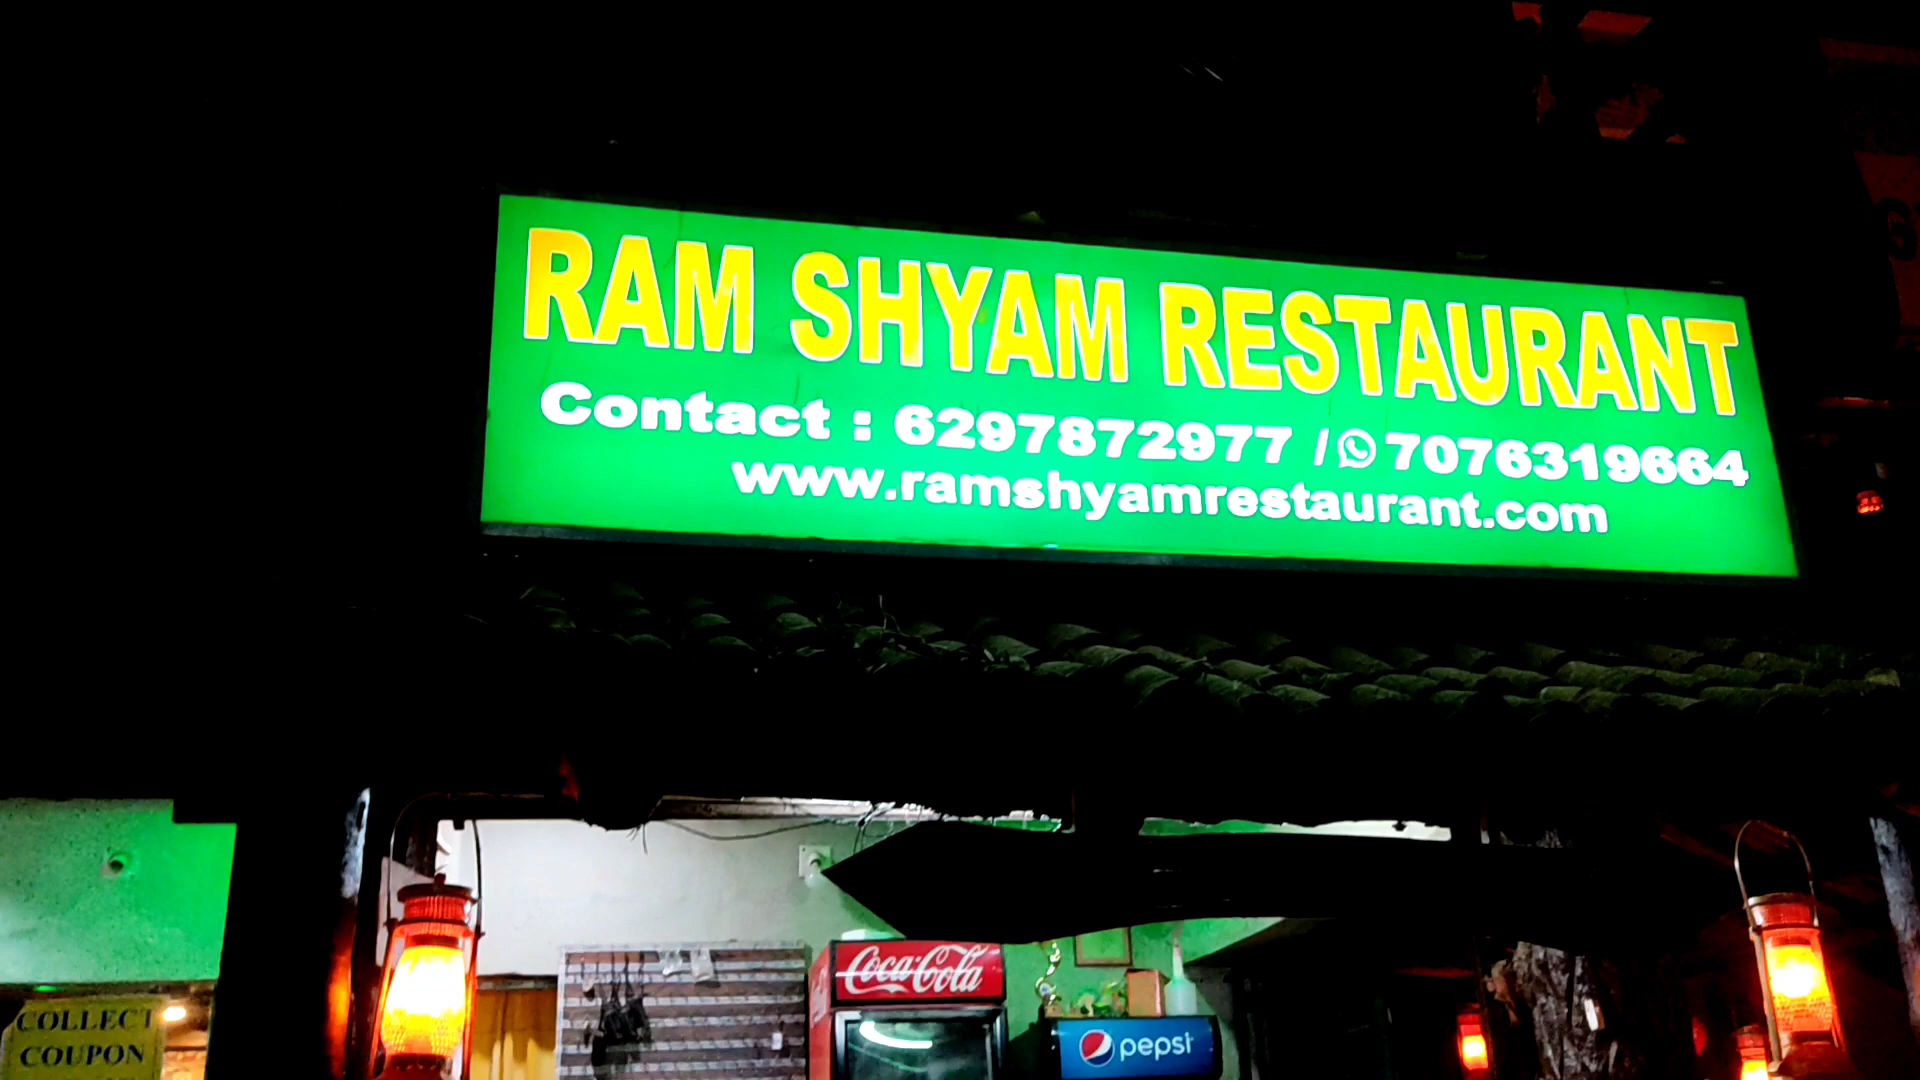 RAM SHYAM RESTAURANT
Contact : 6297872977 / 7076319664
www.ramshyamrestaurant.com
Coca-Cola
pepsi
COLLECT
COUPON